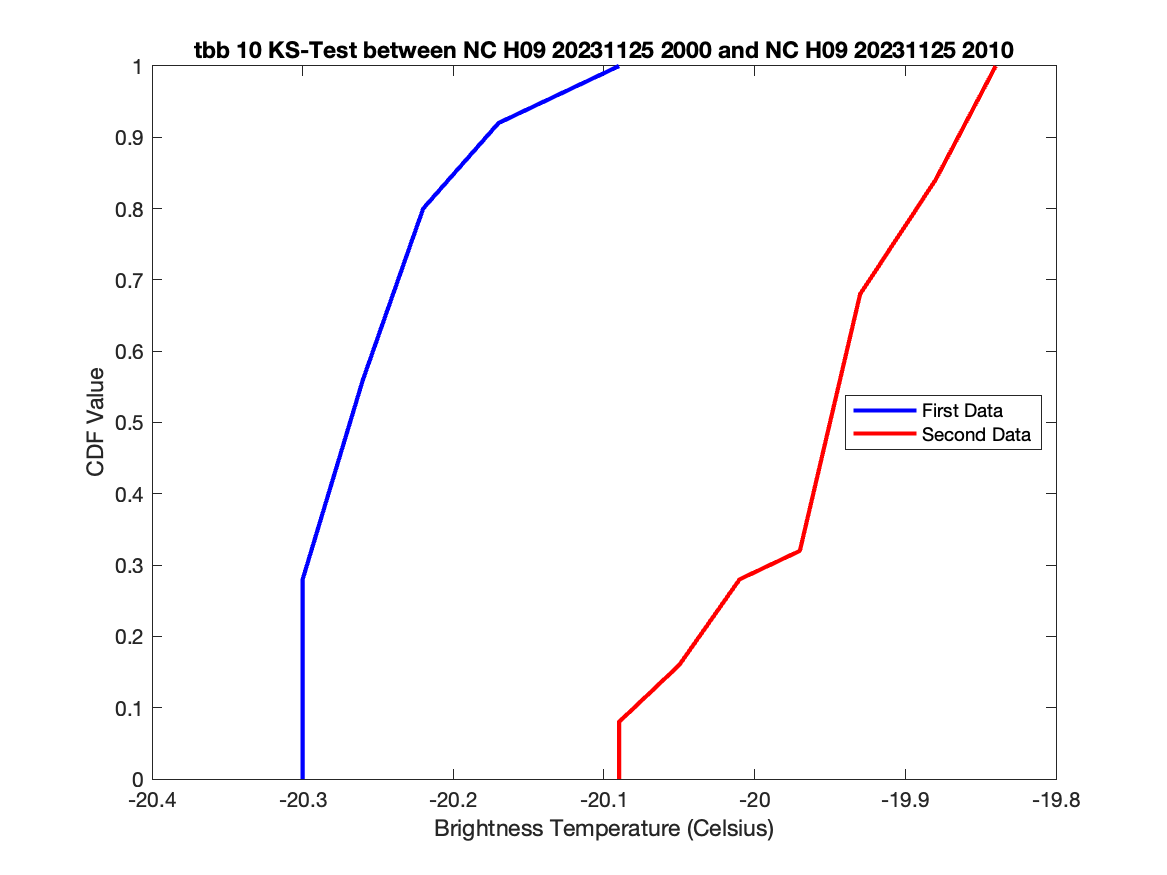 tbb 10 KS-Test between NC H09 20231125 2000 and NC H09 20231125 2010
1
0.9
0.8
0.7
0.6
0.5
0.4
0.3
0.2
0.1
0
CDF Value
First Data
Second Data
-20.4 -20.3 -20.2 -20.1 -20 -19.9 -19.8
Brightness Temperature (Celsius)